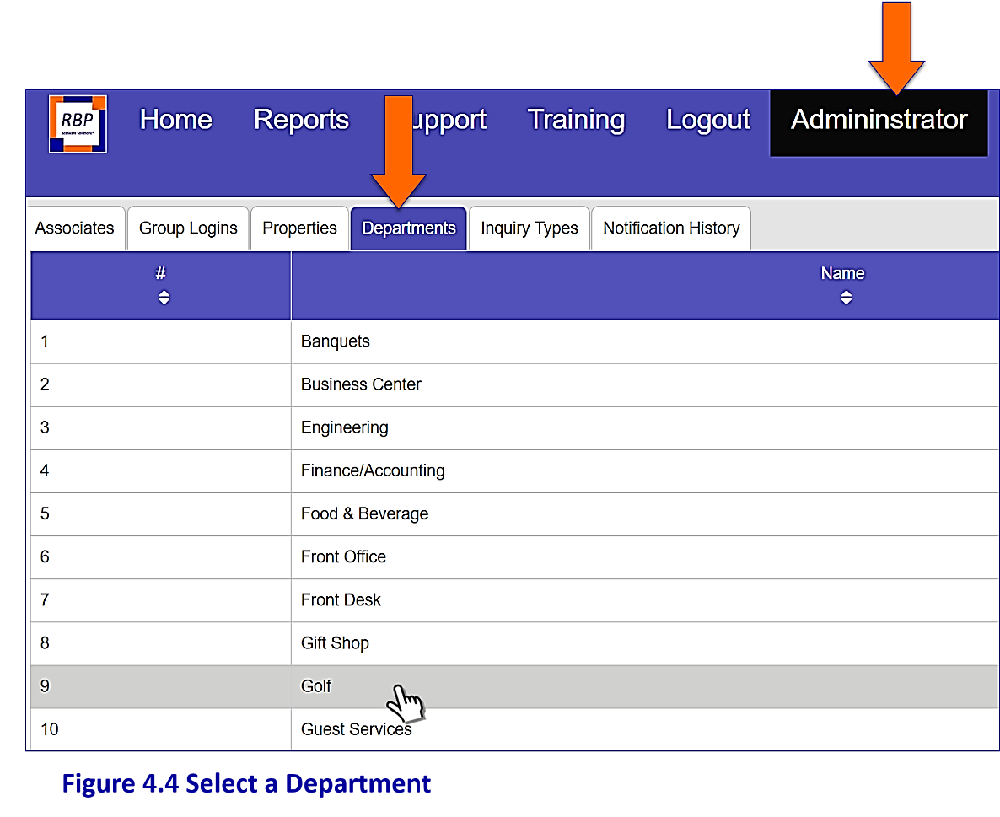 RBP
Software Solutions®
Home Reports upport Training Logout Admininstrator
Associates Group Logins Properties Departments Inquiry Types Notification History
# Name
1 Banquets
2 Business Center
3 Engineering
4 Finance/Accounting
5 Food & Beverage
6 Front Office
7 Front Desk
8 Gift Shop
9 Golf
10 Guest Services
Figure 4.4 Select a Department